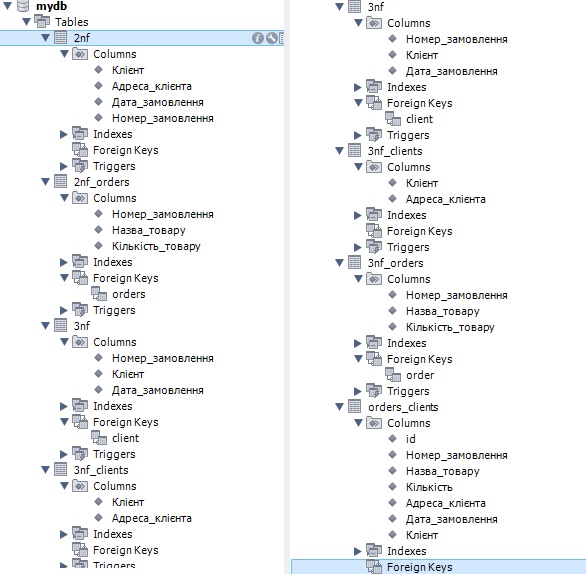 mydb
Tables
2nf
Columns
Клієнт
Адреса_клієнта
Дата_замовлення
Номер_замовлення
Indexes
Foreign Keys
Triggers
2nf_orders
Columns
Номер_замовлення
Назва_товару
Кількість_товару
Indexes
Foreign Keys
orders
Triggers
3nf
Columns
Номер_замовлення
Клієнт
Дата_замовлення
Indexes
Foreign Keys
client
Triggers
3nf_clients
Columns
Клієнт
Адреса_клієнта
Indexes
Foreign Keys
Triggers
3nf
Columns
Номер_замовлення
Клієнт
Дата_замовлення
Indexes
Foreign Keys
client
Triggers
3nf_clients
Columns
Клієнт
Адреса_клієнта
Indexes
Foreign Keys
Triggers
3nf_orders
Columns
Номер_замовлення
Назва_товару
Кількість_товару
Indexes
Foreign Keys
order
Triggers
orders_clients
Columns
id
Номер_замовлення
Назва_товару
Кількість
Адреса_клієнта
Дата_замовлення
Клієнт
Indexes
Foreign Keys